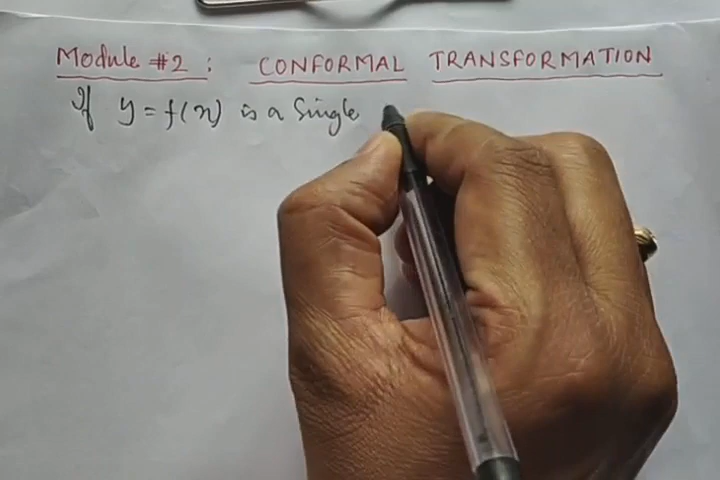 Module #2 : CONFORMAL TRANSFORMATION
If y = f(x) is a single